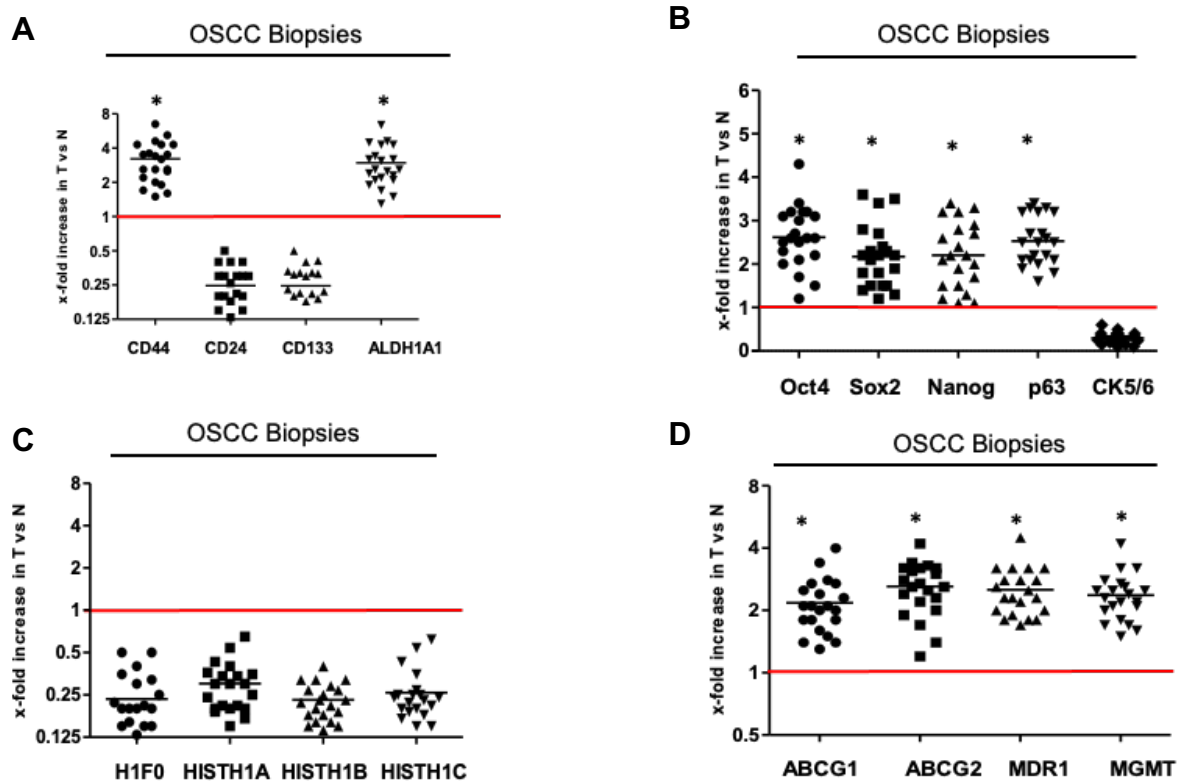 A
OSCC Biopsies
x-fold increase in T vs N
*
*
8
4
2
1
0.5
0.25
0.125
CD44 CD24 CD133 ALDH1A1
B
OSCC Biopsies
x-fold increase in T vs N
6
5
4
3
2
1
0
* * * *
Oct4 Sox2 Nanog p63 CK5/6
C
OSCC Biopsies
x-fold increase in T vs N
8
4
2
1
0.5
0.25
0.125
H1F0 HISTH1A HISTH1B HISTH1C
D
OSCC Biopsies
x-fold increase in T vs N
8
4
2
1
0.5
* * * *
ABCG1 ABCG2 MDR1 MGMT